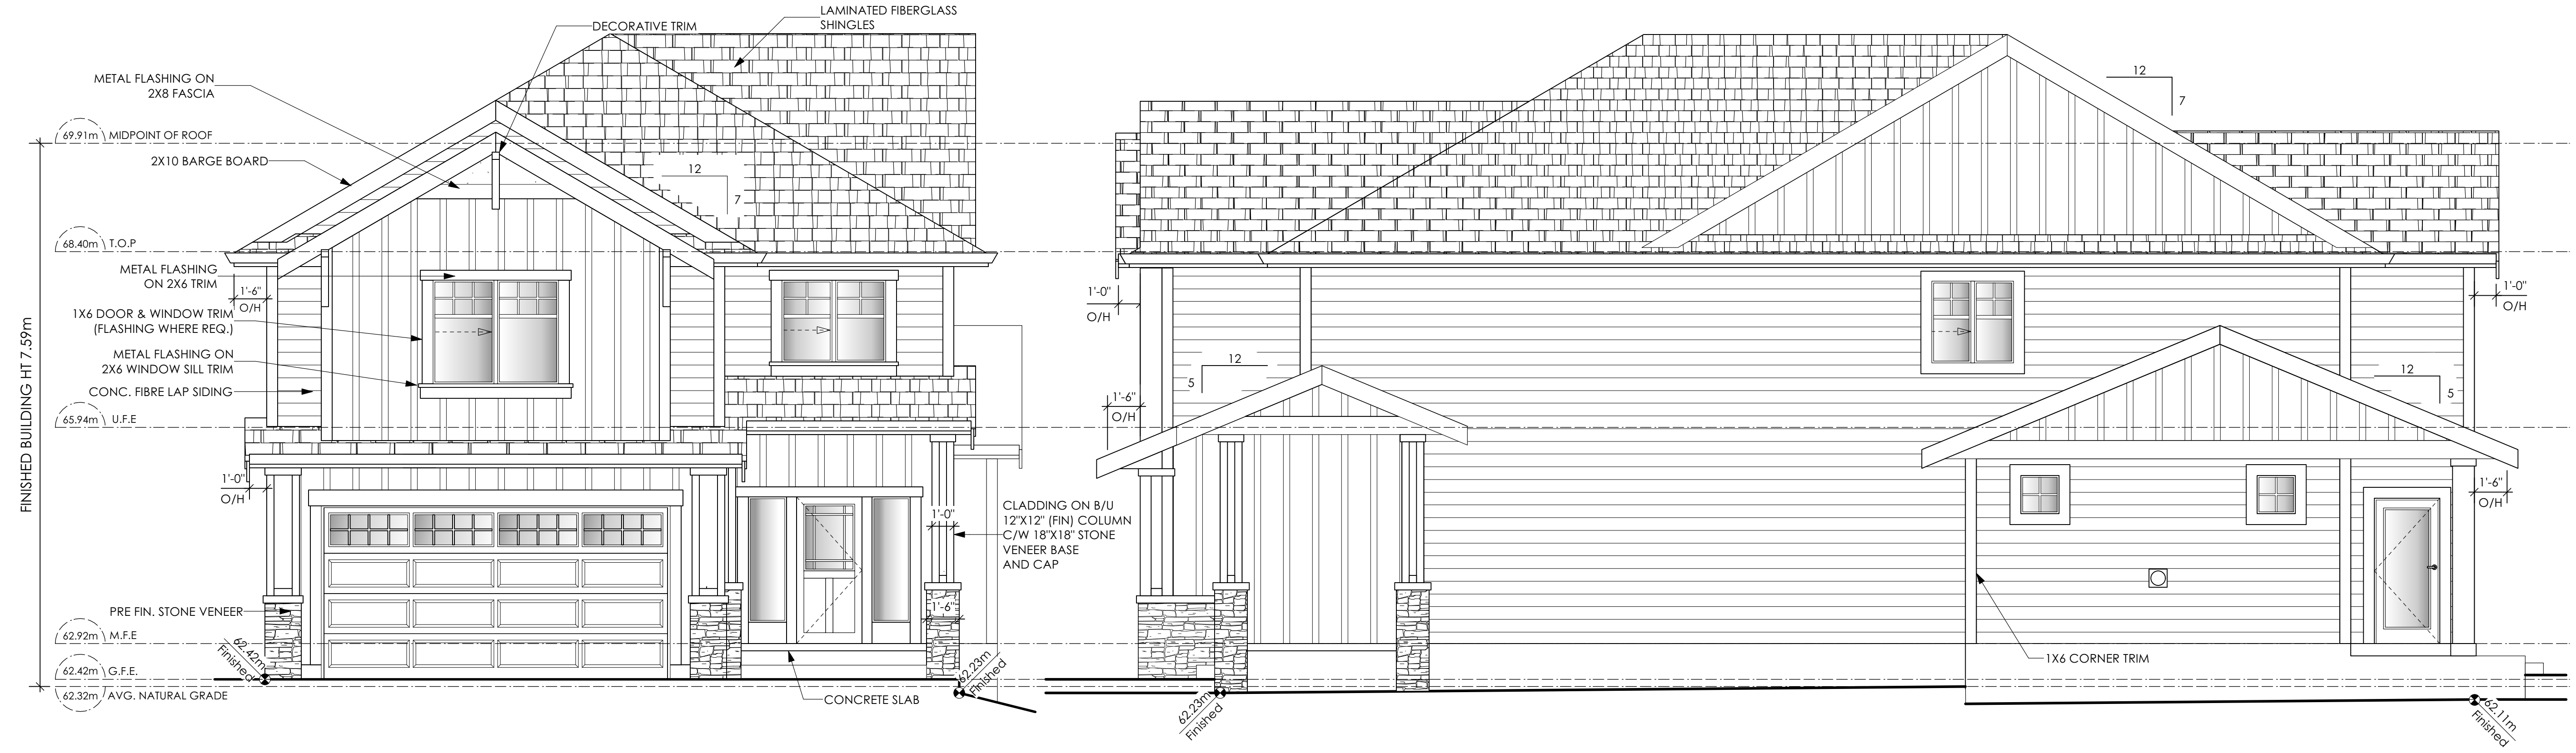 DECORATIVE TRIM
LAMINATED FIBERGLASS
SHINGLES
METAL FLASHING ON
2X8 FASCIA
69.91m MIDPOINT OF ROOF
2X10 BARGE BOARD
12
7
68.40m T.O.P
METAL FLASHING
ON 2X6 TRIM
1'-6"
O/H
1X6 DOOR & WINDOW TRIM
(FLASHING WHERE REQ.)
METAL FLASHING ON
2X6 WINDOW SILL TRIM
CONC. FIBRE LAP SIDING
65.94m U.F.E
FINISHED BUILDING HT 7.59m
1'-0"
O/H
1'-0"
CLADDING ON B/U
12"X12" (FIN) COLUMN
C/W 18"X18" STONE
VENEER BASE
AND CAP
1'-6"
PRE FIN. STONE VENEER
62.92m M.F.E
62.42m
Finished
62.42m G.F.E.
62.32m AVG. NATURAL GRADE
CONCRETE SLAB
62.23m
Finished
12
7
1'-0"
O/H
1'-0"
O/H
12
5
1'-6"
O/H
12
5
1'-6"
O/H
1X6 CORNER TRIM
62.23m
Finished
62.11m
Finished